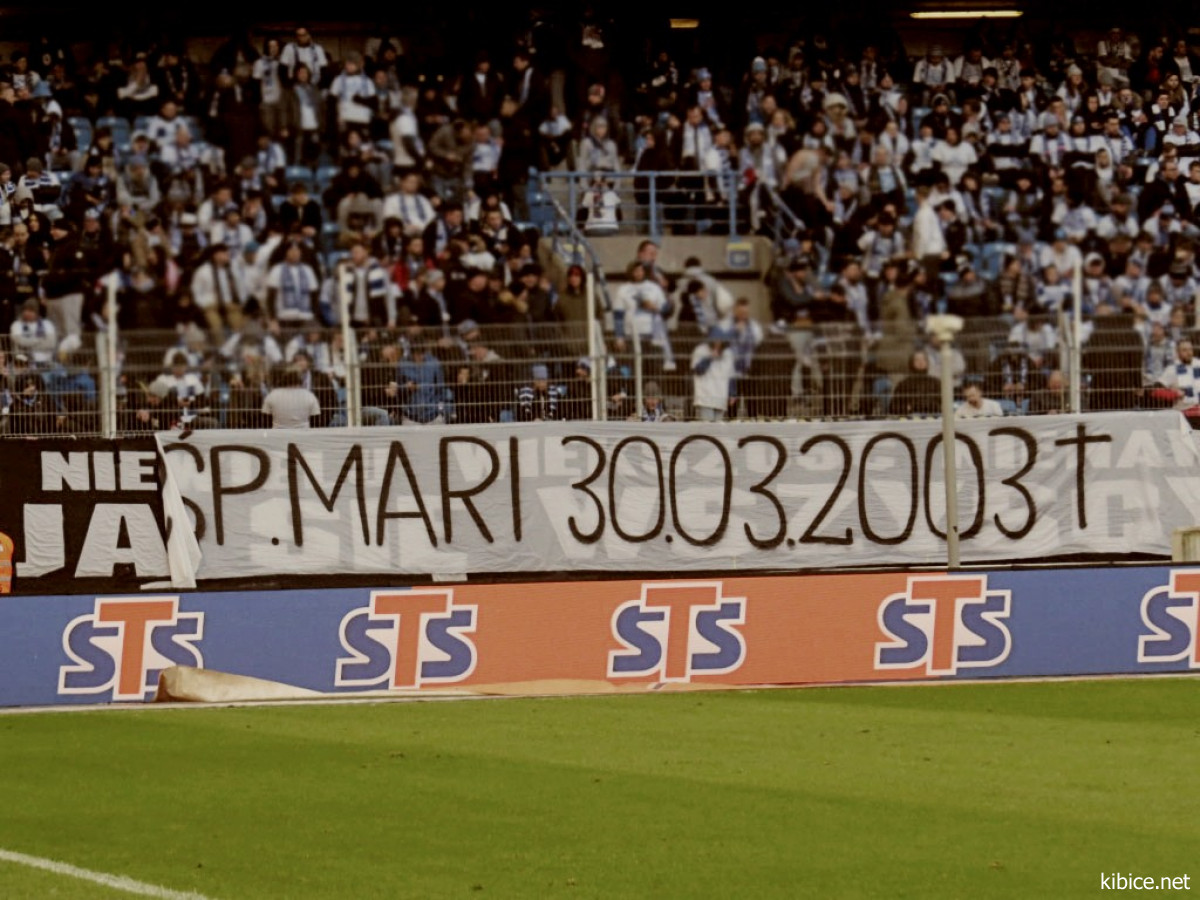 NIE
JA
ŚP. MARI 30.03.2003†
STS STS STS STS STS
kibice.net